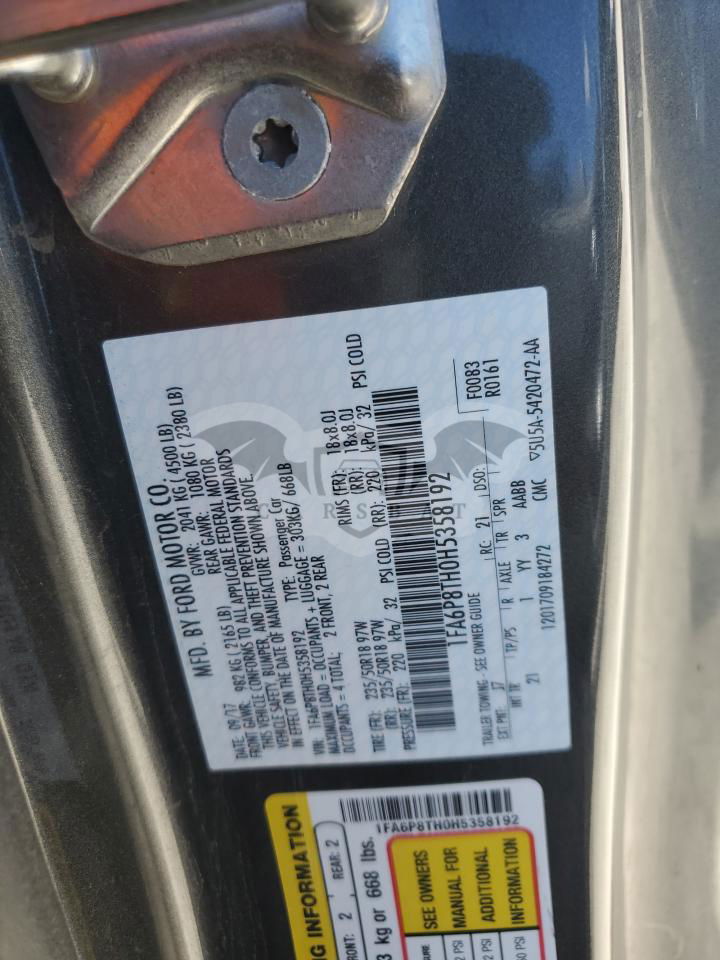 MFD. BY FORD MOTOR CO.
DATE: 09/17
GVWR: 2041 KG ( 4500 LB)
FRONT GAWR: 982 KG ( 2165 LB)
REAR GAWR: 1080 KG ( 2380 LB)
THIS VEHICLE CONFORMS TO ALL APPLICABLE FEDERAL MOTOR
VEHICLE SAFETY, BUMPER, AND THEFT PREVENTION STANDARDS
IN EFFECT ON THE DATE OF MANUFACTURE SHOWN ABOVE.
VIN: 1FA6P8TH0H5358192
TYPE: Passenger Car
MAXIMUM LOAD = OCCUPANTS + LUGGAGE = 303KG/ 668LB
OCCUPANTS = 4 TOTAL: 2 FRONT, 2 REAR
TIRE (FR): 235/50R18 97W RIMS (FR): 18x8.0J
(RR): 235/50R18 97W (RR): 18x8.0J
PRESSURE (FR): 220 kPa/ 32 PSI COLD (RR): 220 kPa/ 32 PSI COLD
1FA6P8TH0H5358192
F0083
R0161
TRAILER TOWING - SEE OWNER GUIDE
EXT PNT: J7 RC: 21 DSO:
INT TR TP/PS R AXLE TR SPR
21 1 YY 3 AABB
CMC
1201709184272 ▽5U5A-5420472-AA
1FA6P8TH0H5358192
NG INFORMATION
FRONT: 2 REAR: 2
3 kg or 668 lbs.
SEE OWNERS
MANUAL FOR
ADDITIONAL
INFORMATION